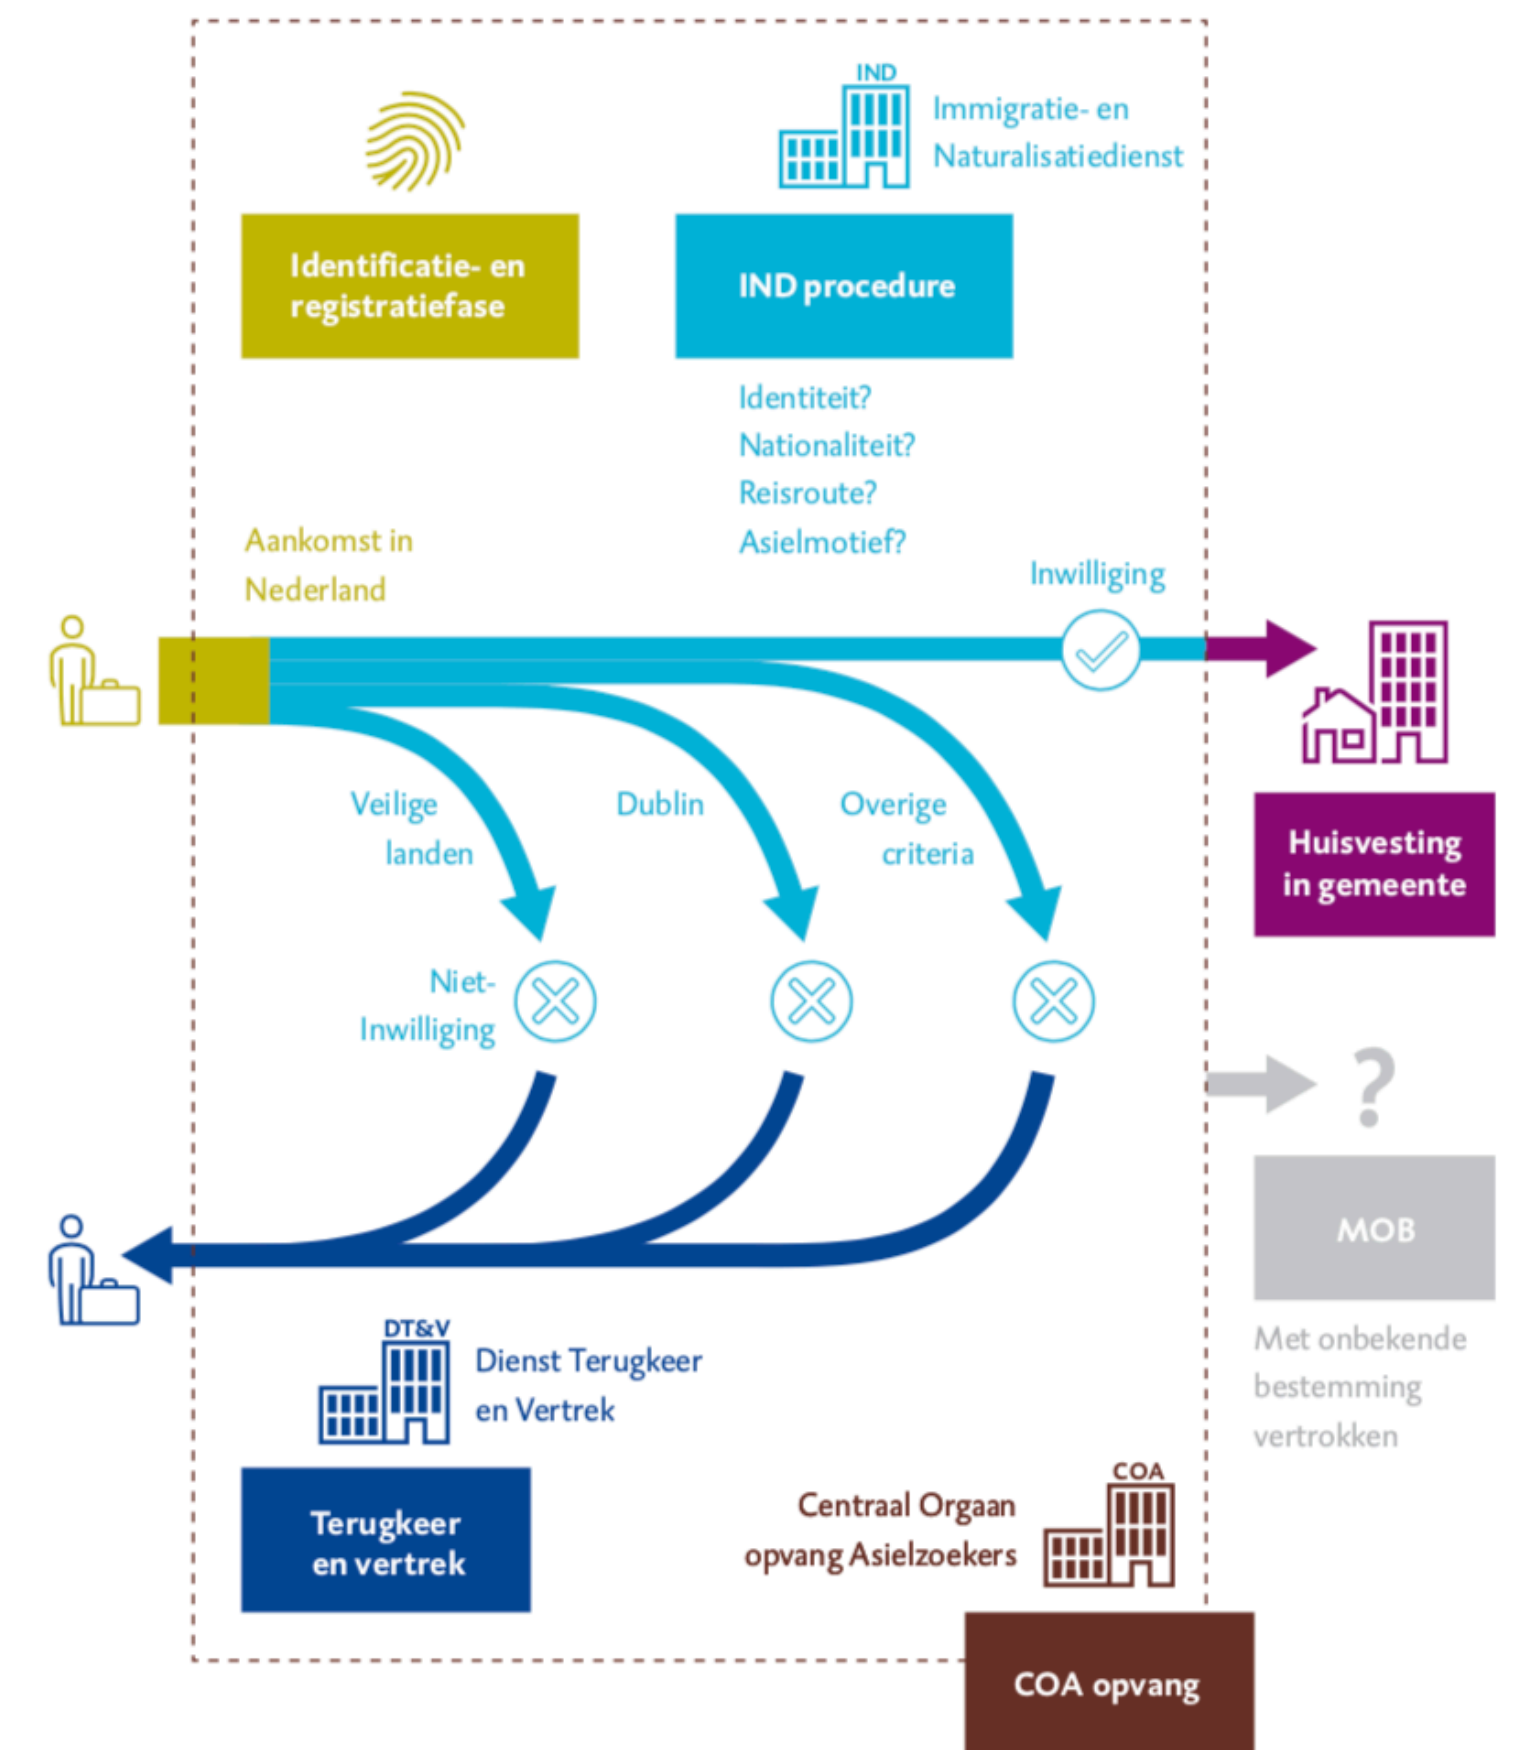 IND
Immigratie- en
Naturalisatiedienst
Identificatie- en
registratiefase
IND procedure
Identiteit?
Nationaliteit?
Reisroute?
Asielmotief?
Aankomst in
Nederland
Inwilliging
Veilige
landen
Dublin
Overige
criteria
Huisvesting
in gemeente
Niet-
Inwilliging
?
MOB
Met onbekende
bestemming
vertrokken
DT&V
Dienst Terugkeer
en Vertrek
Terugkeer
en vertrek
COA
Centraal Orgaan
opvang Asielzoekers
COA opvang